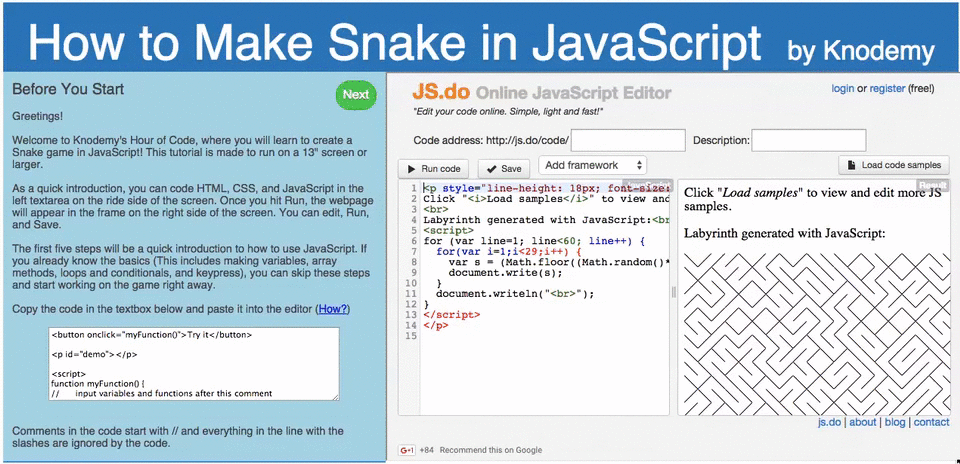 How to Make Snake in JavaScript by Knodemy
Before You Start
Next
Greetings!
Welcome to Knodemy's Hour of Code, where you will learn to create a
Snake game in JavaScript! This tutorial is made to run on a 13" screen or
larger.
As a quick introduction, you can code HTML, CSS, and JavaScript in the
left textarea on the ride side of the screen. Once you hit Run, the webpage
will appear in the frame on the right side of the screen. You can edit, Run,
and Save.
The first five steps will be a quick introduction to how to use JavaScript. If
you already know the basics (This includes making variables, array
methods, loops and conditionals, and keypress), you can skip these steps
and start working on the game right away.
Copy the code in the textbox below and paste it into the editor (How?)
<button onclick="myFunction()">Try it</button>
<p id="demo"></p>
<script>
function myFunction() {
// input variables and functions after this comment
Comments in the code start with // and everything in the line with the
slashes are ignored by the code.
JS.do Online JavaScript Editor
login or register (free!)
"Edit your code online. Simple, light and fast!"
Code address: http://js.do/code/ Description:
Run code Save Add framework Load code samples
1 <p style="line-height: 18px; font-size:
2 Click "<i>Load samples</i>" to view and
3 <br>
4 Labyrinth generated with JavaScript:<br
5 <script>
6 for (var line=1; line<60; line++) {
7 for(var i=1;i<29;i++) {
8 var s = (Math.floor((Math.random()*
9 document.write(s);
10 }
11 document.writeln("<br>");
12 }
13 </script>
14 </p>
15
Result
Click "Load samples" to view and edit more JS
samples.
Labyrinth generated with JavaScript:
js.do | about | blog | contact
G+1 +84 Recommend this on Google